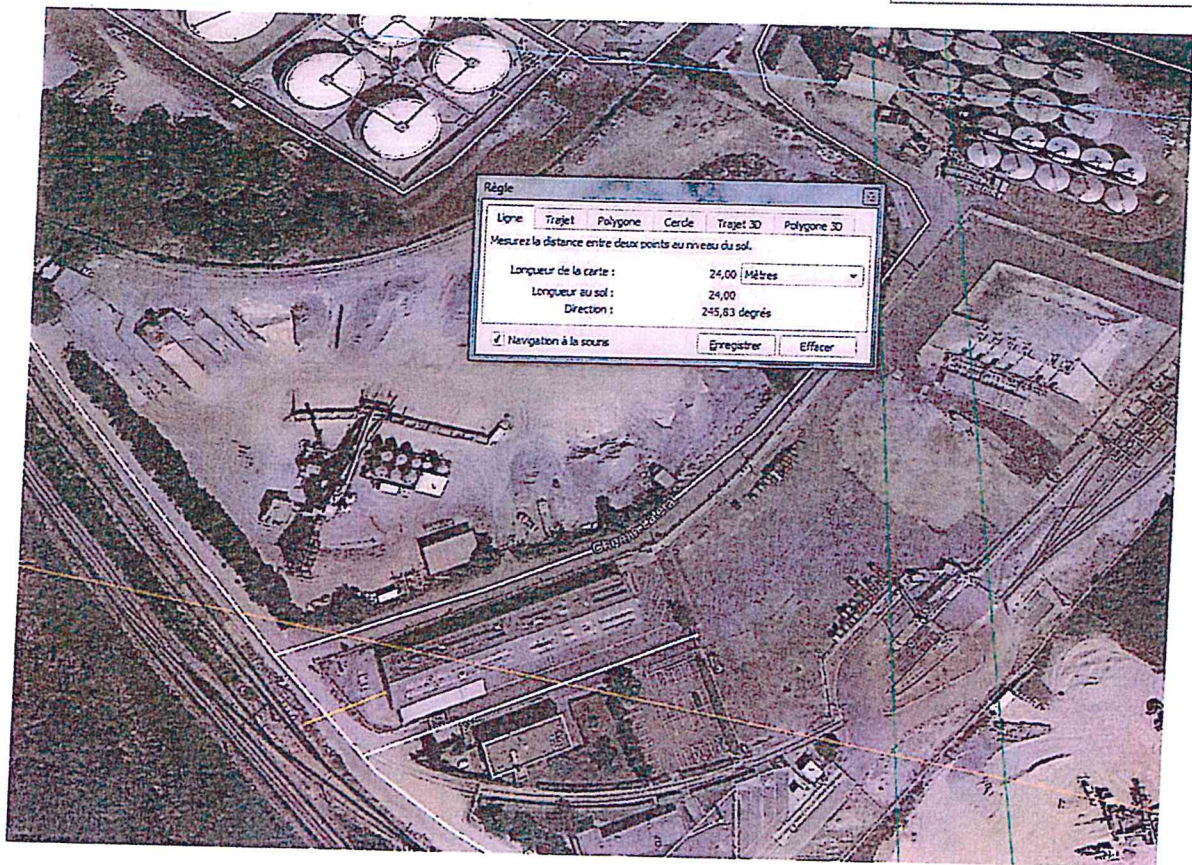 Règle
Ligne Trajet Polygone Cercle Trajet 3D Polygone 3D
Mesurez la distance entre deux points au niveau du sol.
Longueur de la carte : 24,00 Mètres
Longueur au sol : 24,00
Direction : 245,83 degrés
Navigation à la souris Enregistrer Effacer